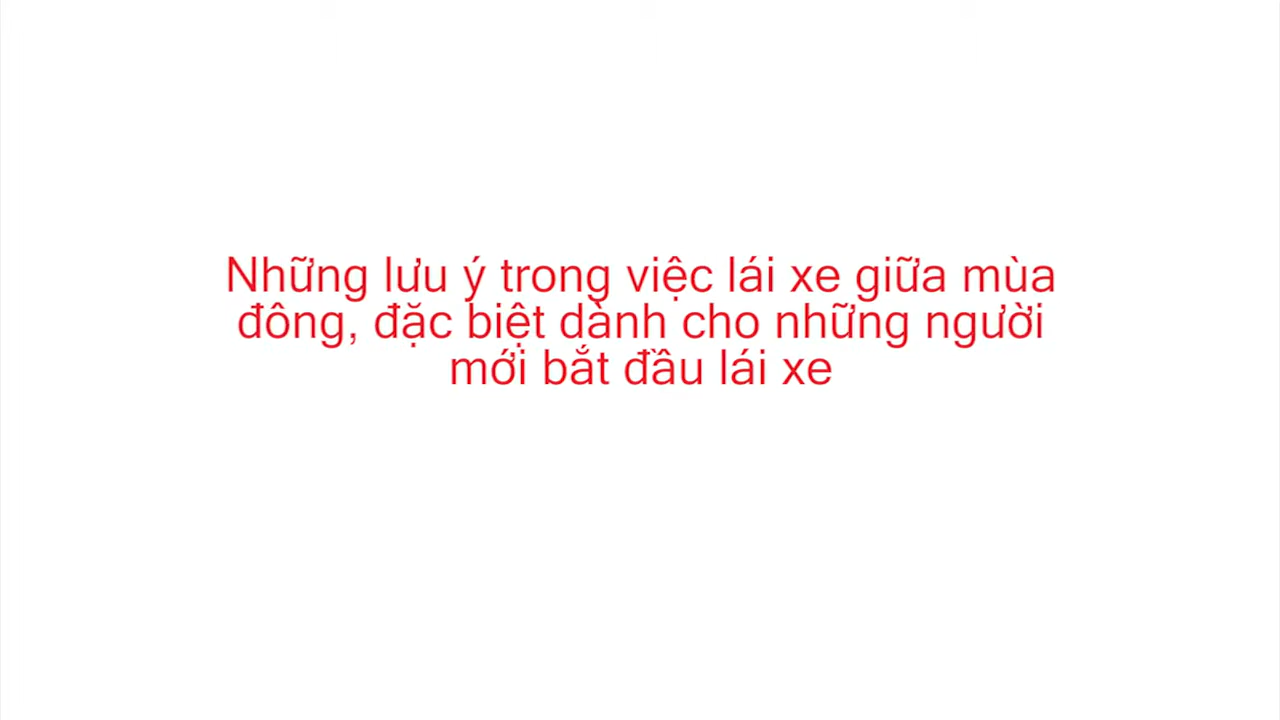 Những lưu ý trong việc lái xe giữa mùa
đông, đặc biệt dành cho những người
mới bắt đầu lái xe